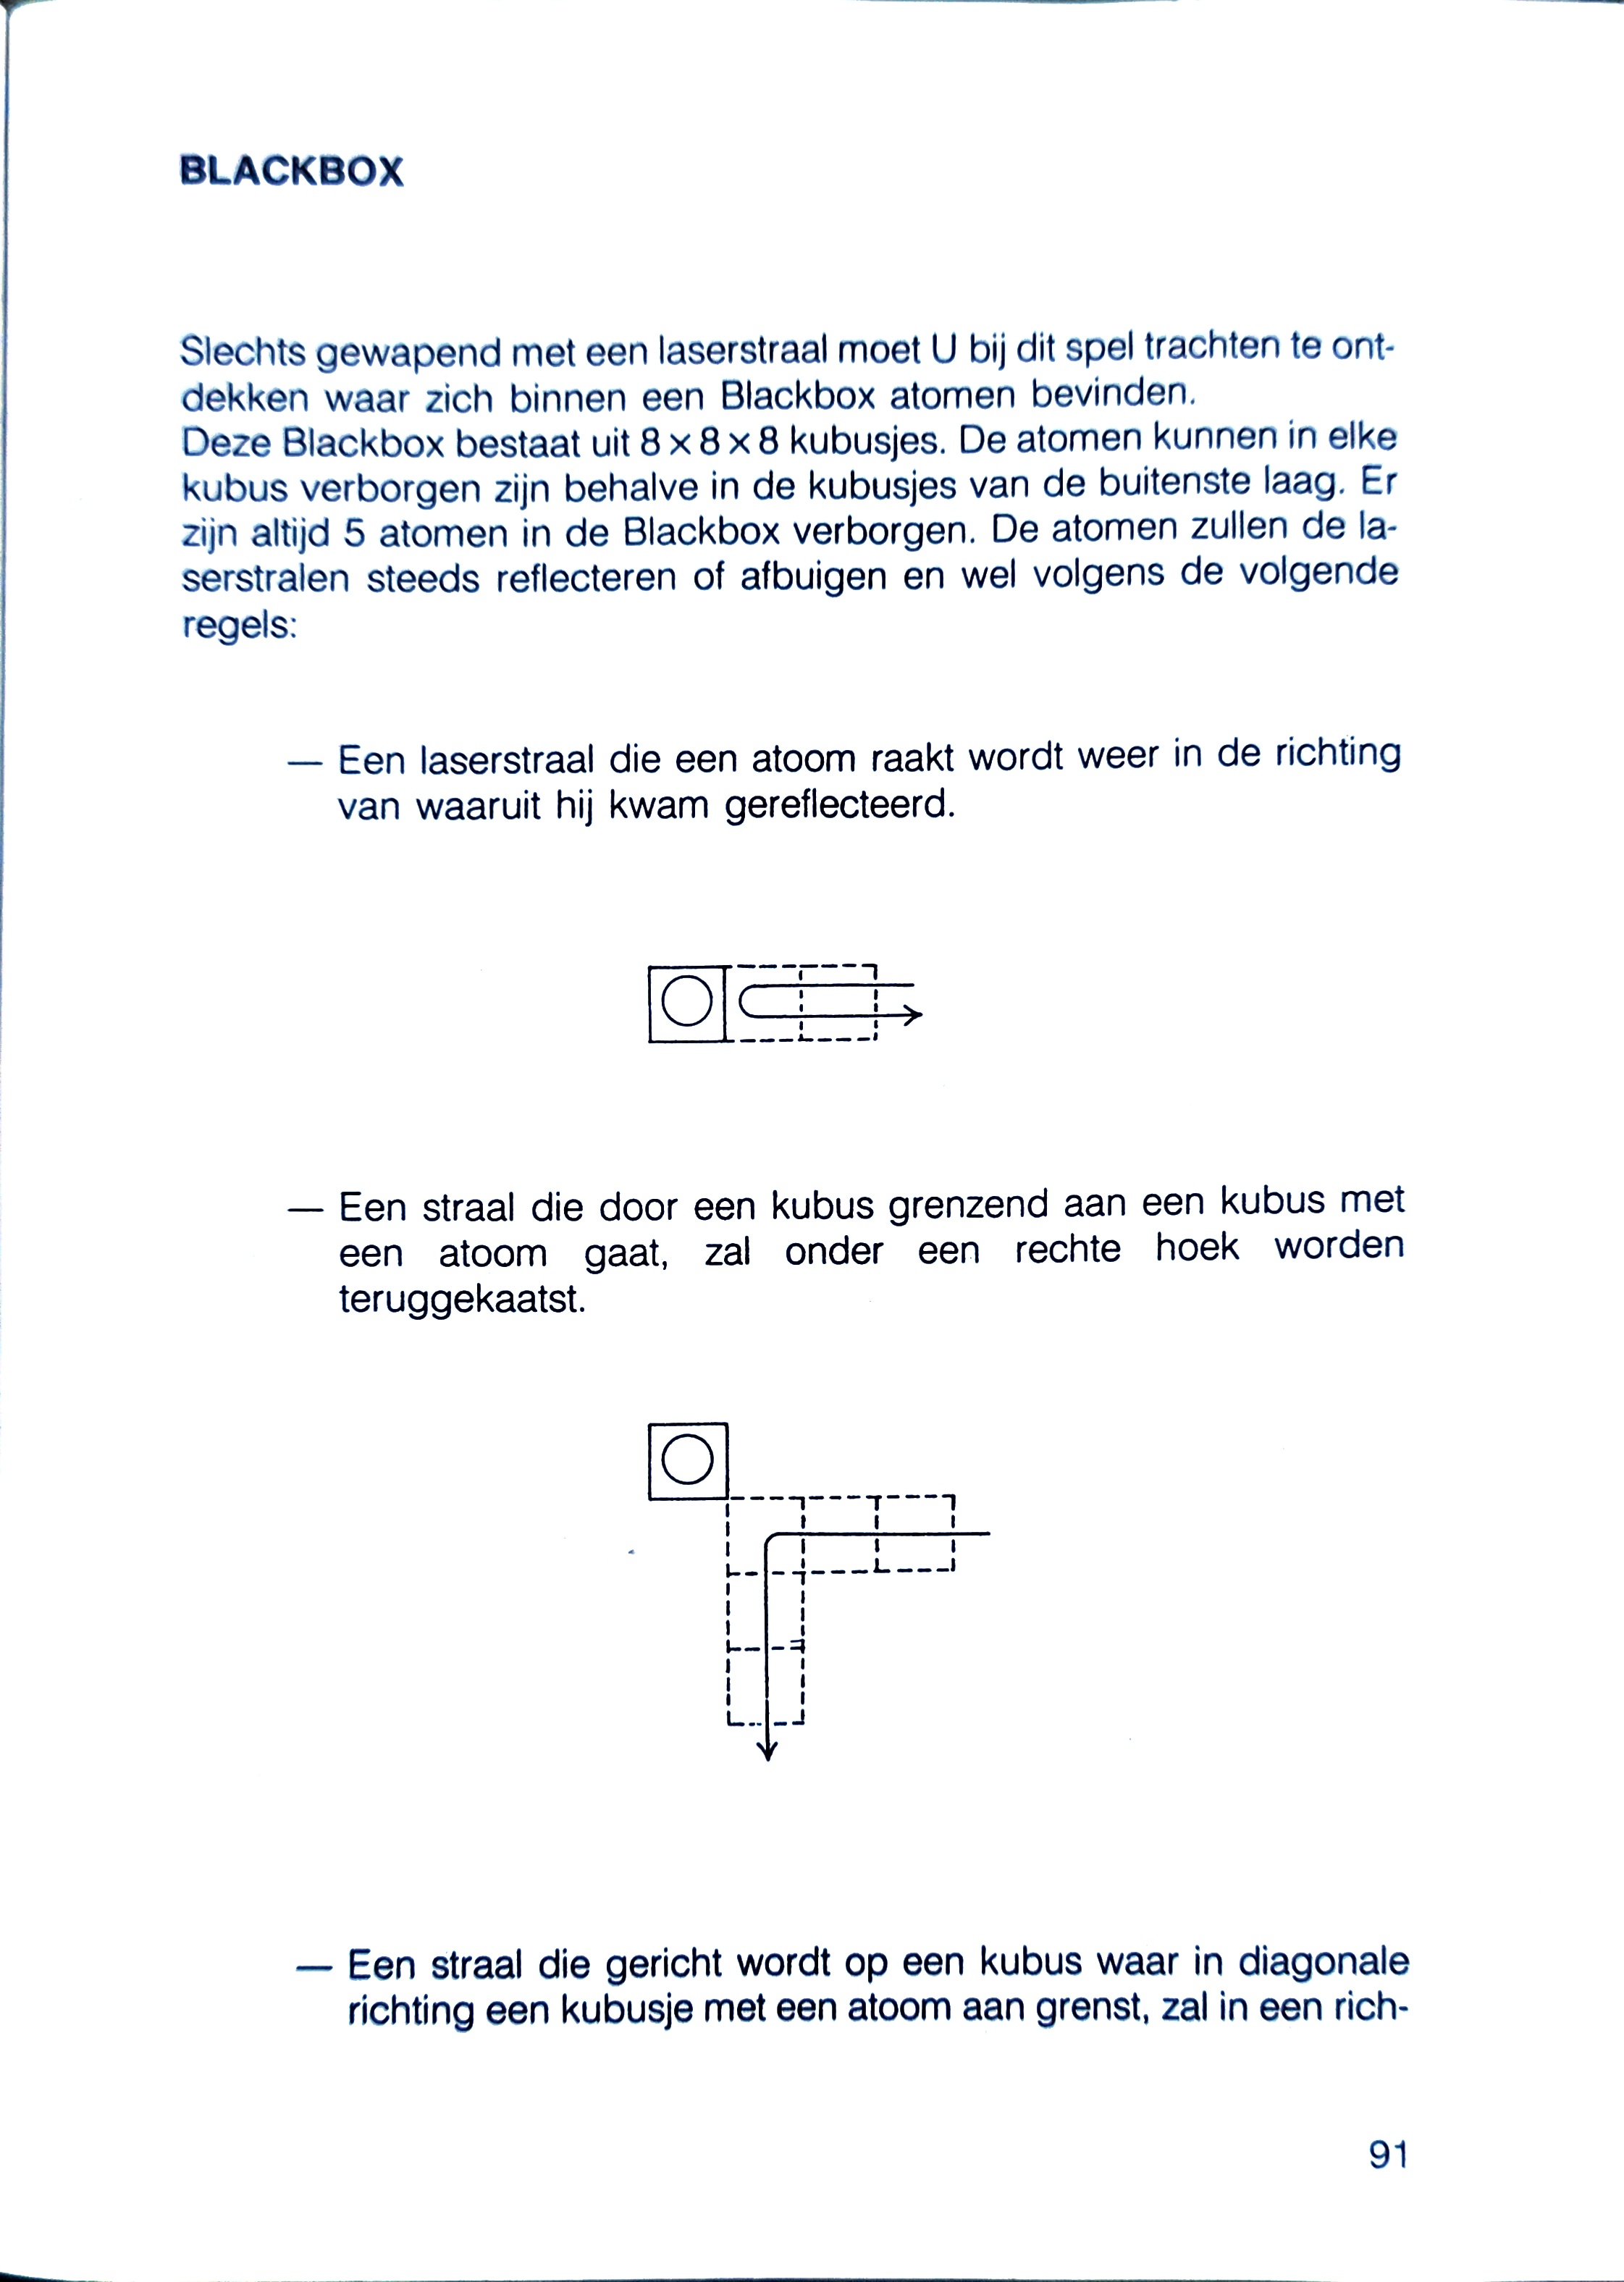 BLACKBOX
Slechts gewapend met een laserstraal moet U bij dit spel trachten te ont-
dekken waar zich binnen een Blackbox atomen bevinden.
Deze Blackbox bestaat uit 8 x 8 x 8 kubusjes. De atomen kunnen in elke
kubus verborgen zijn behalve in de kubusjes van de buitenste laag. Er
zijn altijd 5 atomen in de Blackbox verborgen. De atomen zullen de la-
serstralen steeds reflecteren of afbuigen en wel volgens de volgende
regels:
— Een laserstraal die een atoom raakt wordt weer in de richting
van waaruit hij kwam gereflecteerd.
— Een straal die door een kubus grenzend aan een kubus met
een atoom gaat, zal onder een rechte hoek worden
teruggekaatst.
— Een straal die gericht wordt op een kubus waar in diagonale
richting een kubusje met een atoom aan grenst, zal in een rich-
91